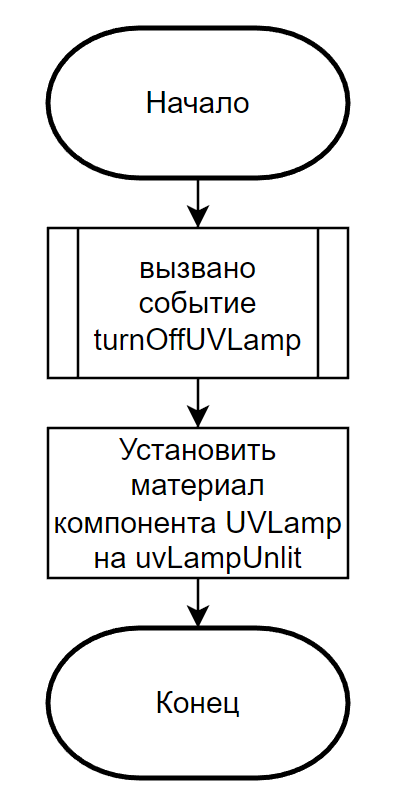 Начало
вызвано
событие
turnOffUVLamp
Установить
материал
компонента UVLamp
на uvLampUnlit
Конец